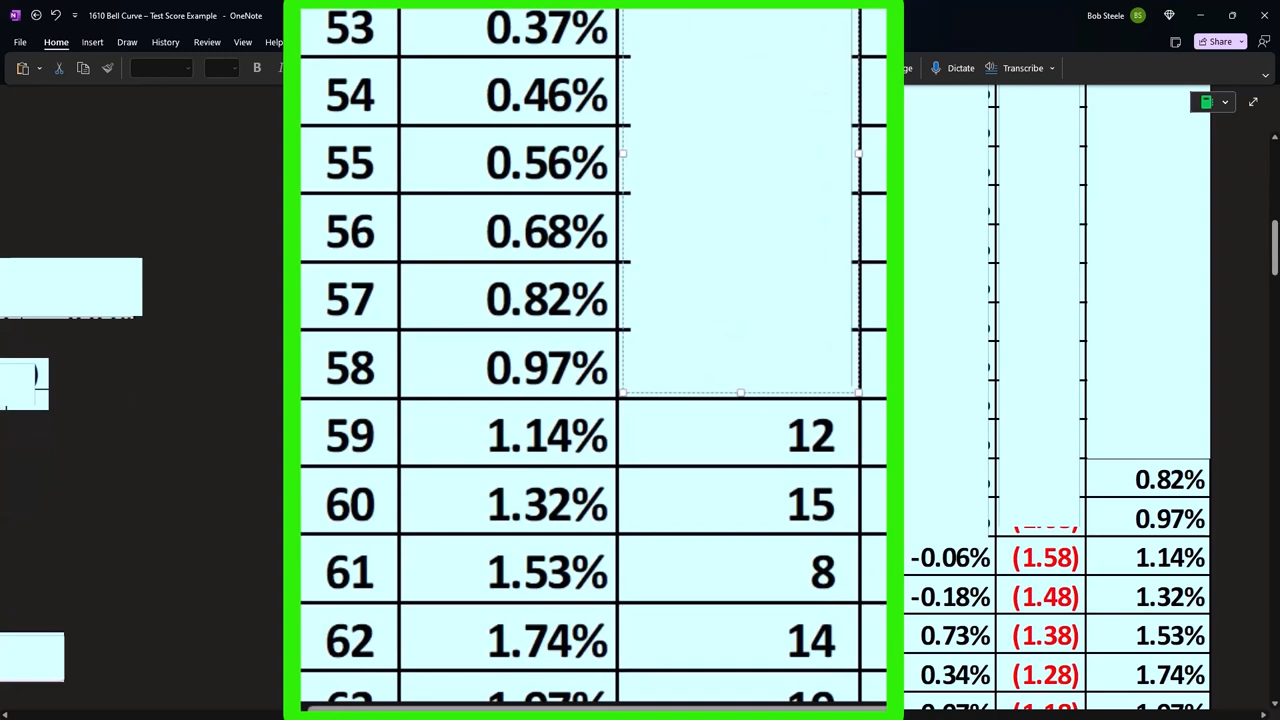 1610 Bell Curve – Test Score Example - OneNote
Bob Steele BS
File Home Insert Draw History Review View Help
Share
B
Dictate Transcribe
53 0.37%
54 0.46%
55 0.56%
56 0.68%
57 0.82%
58 0.97%
59 1.14% 12
60 1.32% 15
61 1.53% 8
62 1.74% 14
0.82%
0.97%
-0.06% (1.58) 1.14%
-0.18% (1.48) 1.32%
0.73% (1.38) 1.53%
0.34% (1.28) 1.74%